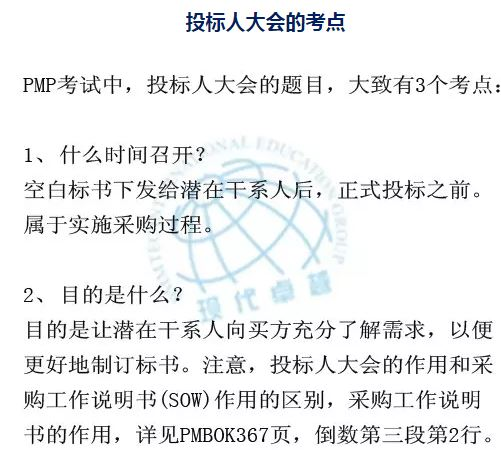 投标人大会的考点
PMP考试中，投标人大会的题目，大致有3个考点：
1、什么时间召开？
空白标书下发给潜在干系人后，正式投标之前。
属于实施采购过程。
2、目的是什么？
目的是让潜在干系人向买方充分了解需求，以便
更好地制订标书。注意，投标人大会的作用和采
购工作说明书(SOW)作用的区别，采购工作说明
书的作用，详见PMBOK367页，倒数第三段第2行。
现代卓越